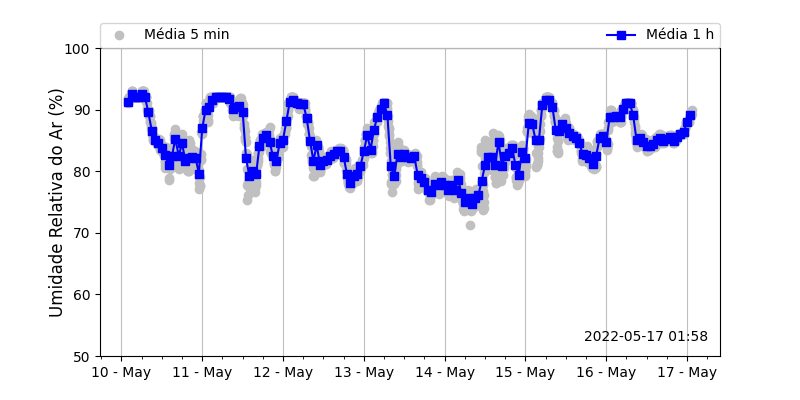 Média 5 min
Média 1 h
Umidade Relativa do Ar (%)
100
90
80
70
60
50
2022-05-17 01:58
10 - May
11 - May
12 - May
13 - May
14 - May
15 - May
16 - May
17 - May